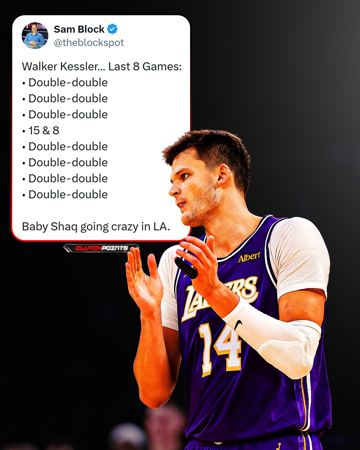 Sam Block
@theblockspot
Walker Kessler... Last 8 Games:
• Double-double
• Double-double
• Double-double
• 15 & 8
• Double-double
• Double-double
• Double-double
• Double-double
Baby Shaq going crazy in LA.
CLUTCHPOINTS
Albert
LAKERS
14